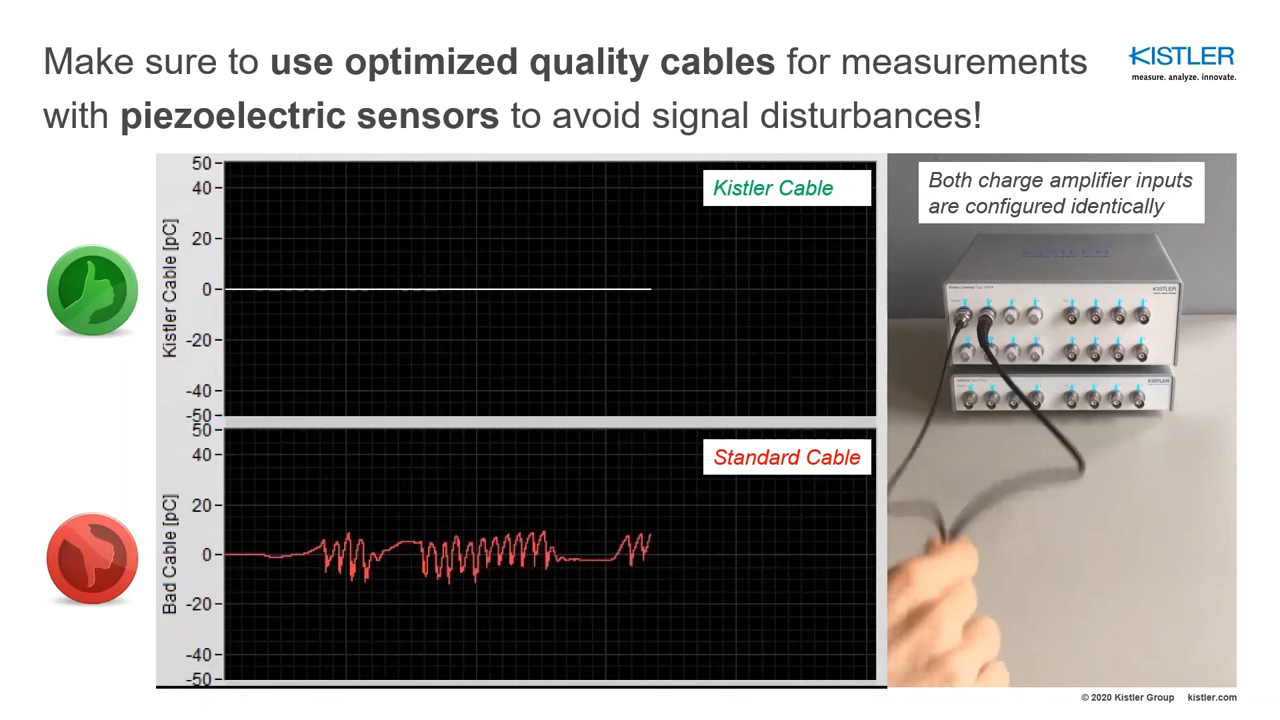 Make sure to use optimized quality cables for measurements
with piezoelectric sensors to avoid signal disturbances!
KISTLER
measure. analyze. innovate.
Kistler Cable [pC]
50
40
20
0
-20
-40
-50
Kistler Cable
Bad Cable [pC]
50
40
20
0
-20
-40
-50
Standard Cable
Both charge amplifier inputs
are configured identically
KISTLER
KISTLER
© 2020 Kistler Group kistler.com